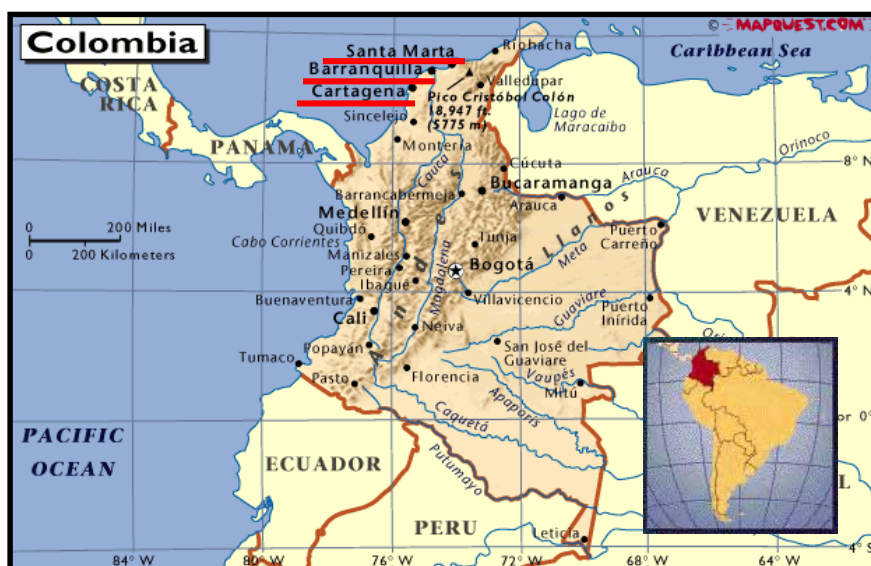 © MAPQUEST.COM
Colombia
Caribbean Sea
Santa Marta
Riohacha
Barranquilla
Valledupar
COSTA
RICA
Cartagena
Pico Cristóbal Colón
18,947 ft.
(5775 m)
Sincelejo
Lago de
Maracaibo
PANAMA
Montería
Orinoco
Cauca
Cúcuta
8° N
Arauca
Bucaramanga
Barrancabermeja
Arauca
VENEZUELA
Medellín
Llanos
0 200 Miles
Quibdó
Puerto
Carreño
Cabo Corrientes
Tunja
0 200 Kilometers
Manizales
Meta
Pereira
Bogotá
Ibagué
Magdalena
Andes
Buenaventura
Villavicencio
4° N
Guaviare
Puerto
Inírida
Cali
Neiva
Popayán
San José del
Guaviare
Tumaco
Vaupés
Pasto
Florencia
Mitú
Apaporis
Caquetá
or 0°
PACIFIC
OCEAN
ECUADOR
Putumayo
PERU
L
Leticia
84° W
80° W
76° W
72° W
68° W
4° S